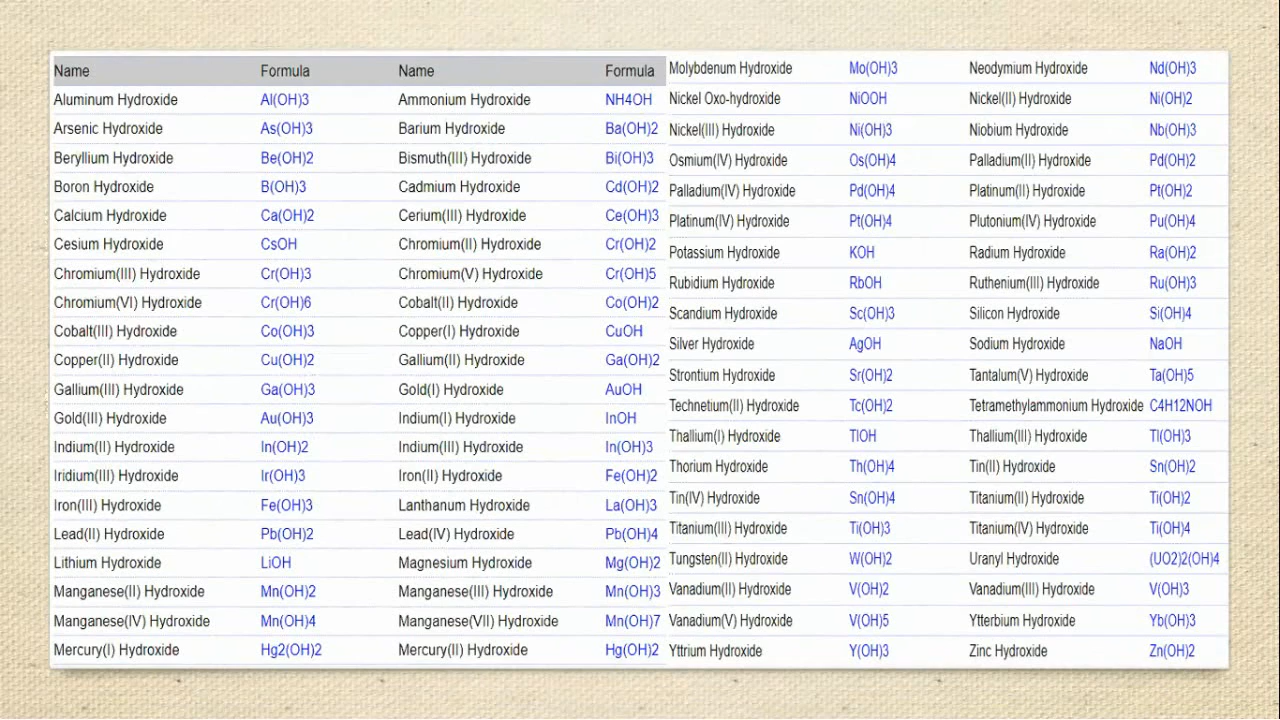 Name Formula Name Formula
Aluminum Hydroxide Al(OH)3 Ammonium Hydroxide NH4OH
Arsenic Hydroxide As(OH)3 Barium Hydroxide Ba(OH)2
Beryllium Hydroxide Be(OH)2 Bismuth(III) Hydroxide Bi(OH)3
Boron Hydroxide B(OH)3 Cadmium Hydroxide Cd(OH)2
Calcium Hydroxide Ca(OH)2 Cerium(III) Hydroxide Ce(OH)3
Cesium Hydroxide CsOH Chromium(II) Hydroxide Cr(OH)2
Chromium(III) Hydroxide Cr(OH)3 Chromium(V) Hydroxide Cr(OH)5
Chromium(VI) Hydroxide Cr(OH)6 Cobalt(II) Hydroxide Co(OH)2
Cobalt(III) Hydroxide Co(OH)3 Copper(I) Hydroxide CuOH
Copper(II) Hydroxide Cu(OH)2 Gallium(II) Hydroxide Ga(OH)2
Gallium(III) Hydroxide Ga(OH)3 Gold(I) Hydroxide AuOH
Gold(III) Hydroxide Au(OH)3 Indium(I) Hydroxide InOH
Indium(II) Hydroxide In(OH)2 Indium(III) Hydroxide In(OH)3
Iridium(III) Hydroxide Ir(OH)3 Iron(II) Hydroxide Fe(OH)2
Iron(III) Hydroxide Fe(OH)3 Lanthanum Hydroxide La(OH)3
Lead(II) Hydroxide Pb(OH)2 Lead(IV) Hydroxide Pb(OH)4
Lithium Hydroxide LiOH Magnesium Hydroxide Mg(OH)2
Manganese(II) Hydroxide Mn(OH)2 Manganese(III) Hydroxide Mn(OH)3
Manganese(IV) Hydroxide Mn(OH)4 Manganese(VII) Hydroxide Mn(OH)7
Mercury(I) Hydroxide Hg2(OH)2 Mercury(II) Hydroxide Hg(OH)2
Molybdenum Hydroxide Mo(OH)3 Neodymium Hydroxide Nd(OH)3
Nickel Oxo-hydroxide NiOOH Nickel(II) Hydroxide Ni(OH)2
Nickel(III) Hydroxide Ni(OH)3 Niobium Hydroxide Nb(OH)3
Osmium(IV) Hydroxide Os(OH)4 Palladium(II) Hydroxide Pd(OH)2
Palladium(IV) Hydroxide Pd(OH)4 Platinum(II) Hydroxide Pt(OH)2
Platinum(IV) Hydroxide Pt(OH)4 Plutonium(IV) Hydroxide Pu(OH)4
Potassium Hydroxide KOH Radium Hydroxide Ra(OH)2
Rubidium Hydroxide RbOH Ruthenium(III) Hydroxide Ru(OH)3
Scandium Hydroxide Sc(OH)3 Silicon Hydroxide Si(OH)4
Silver Hydroxide AgOH Sodium Hydroxide NaOH
Strontium Hydroxide Sr(OH)2 Tantalum(V) Hydroxide Ta(OH)5
Technetium(II) Hydroxide Tc(OH)2 Tetramethylammonium Hydroxide C4H12NOH
Thallium(I) Hydroxide TlOH Thallium(III) Hydroxide Tl(OH)3
Thorium Hydroxide Th(OH)4 Tin(II) Hydroxide Sn(OH)2
Tin(IV) Hydroxide Sn(OH)4 Titanium(II) Hydroxide Ti(OH)2
Titanium(III) Hydroxide Ti(OH)3 Titanium(IV) Hydroxide Ti(OH)4
Tungsten(II) Hydroxide W(OH)2 Uranyl Hydroxide (UO2)2(OH)4
Vanadium(II) Hydroxide V(OH)2 Vanadium(III) Hydroxide V(OH)3
Vanadium(V) Hydroxide V(OH)5 Ytterbium Hydroxide Yb(OH)3
Yttrium Hydroxide Y(OH)3 Zinc Hydroxide Zn(OH)2